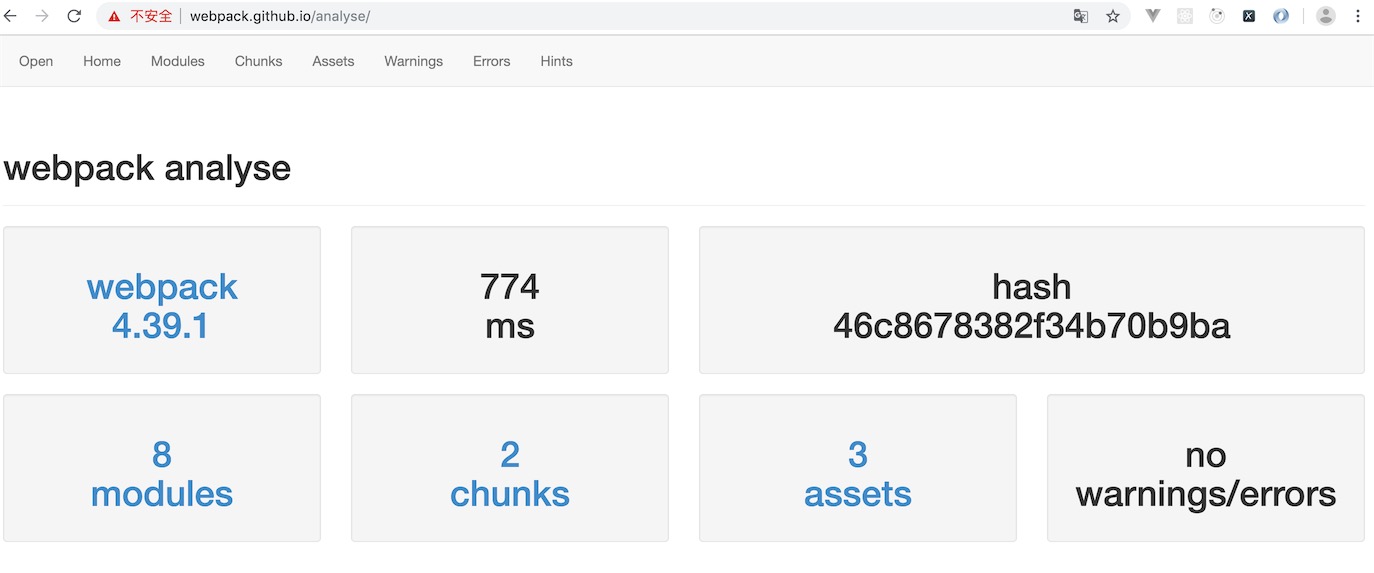 不安全 webpack.github.io/analyse/
Open Home Modules Chunks Assets Warnings Errors Hints
webpack analyse
webpack
4.39.1
774
ms
hash
46c8678382f34b70b9ba
8
modules
2
chunks
3
assets
no
warnings/errors